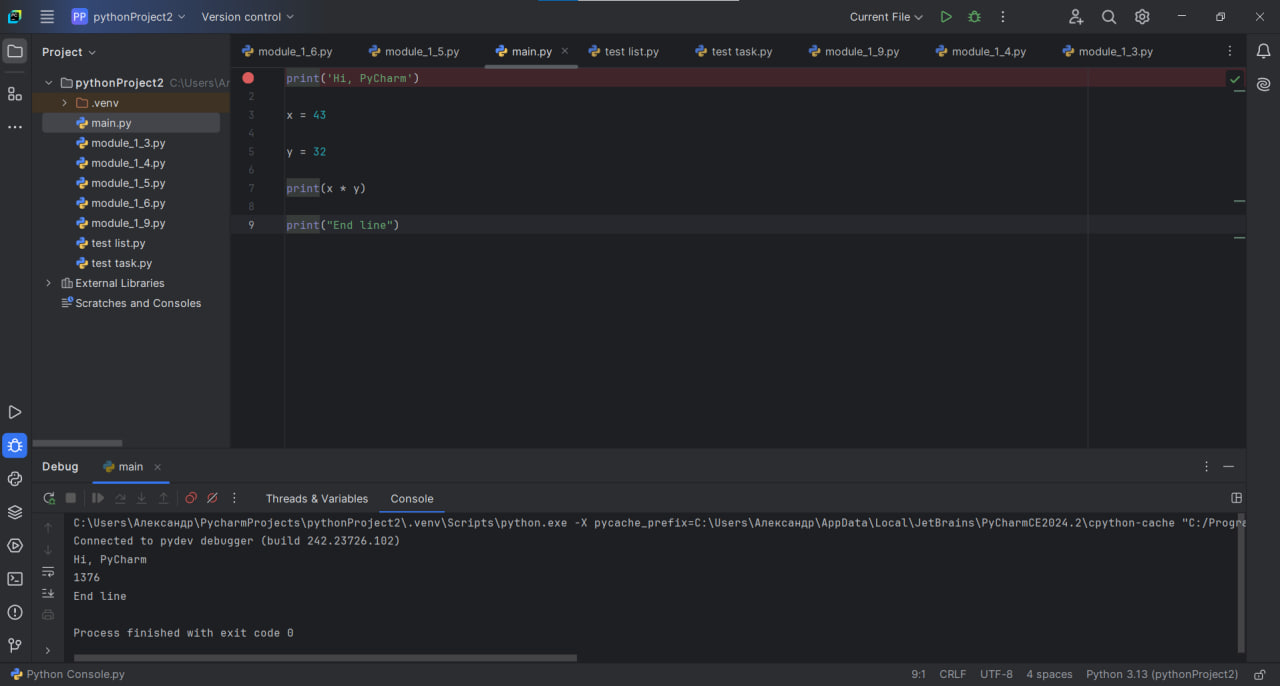 PP pythonProject2 Version control Current File
Project
module_1_6.py module_1_5.py main.py test list.py test task.py module_1_9.py module_1_4.py module_1_3.py
pythonProject2 C:\Users\Ar
.venv
main.py
module_1_3.py
module_1_4.py
module_1_5.py
module_1_6.py
module_1_9.py
test list.py
test task.py
External Libraries
Scratches and Consoles
print('Hi, PyCharm')
2
3 x = 43
4
5 y = 32
6
7 print(x * y)
8
9 print("End line")
Debug main
Threads & Variables Console
C:\Users\Александр\PycharmProjects\pythonProject2\.venv\Scripts\python.exe -X pycache_prefix=C:\Users\Александр\AppData\Local\JetBrains\PyCharmCE2024.2\cpython-cache "C:/Progra
Connected to pydev debugger (build 242.23726.102)
Hi, PyCharm
1376
End line
Process finished with exit code 0
Python Console.py 9:1 CRLF UTF-8 4 spaces Python 3.13 (pythonProject2)